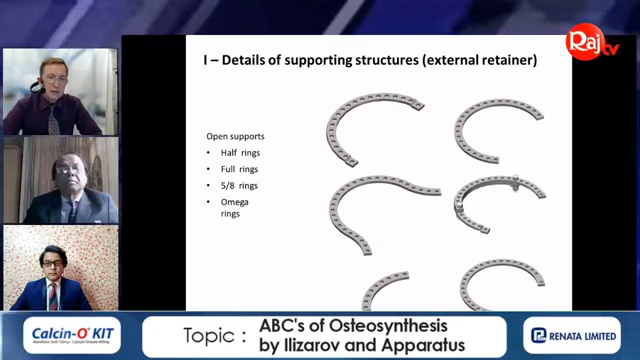 Raj tv
I – Details of supporting structures (external retainer)
Open supports
• Half rings
• Full rings
• 5/8 rings
• Omega
rings
Calcin-O® KIT
Topic : ABC's of Osteosynthesis
by Ilizarov and Apparatus
RENATA LIMITED